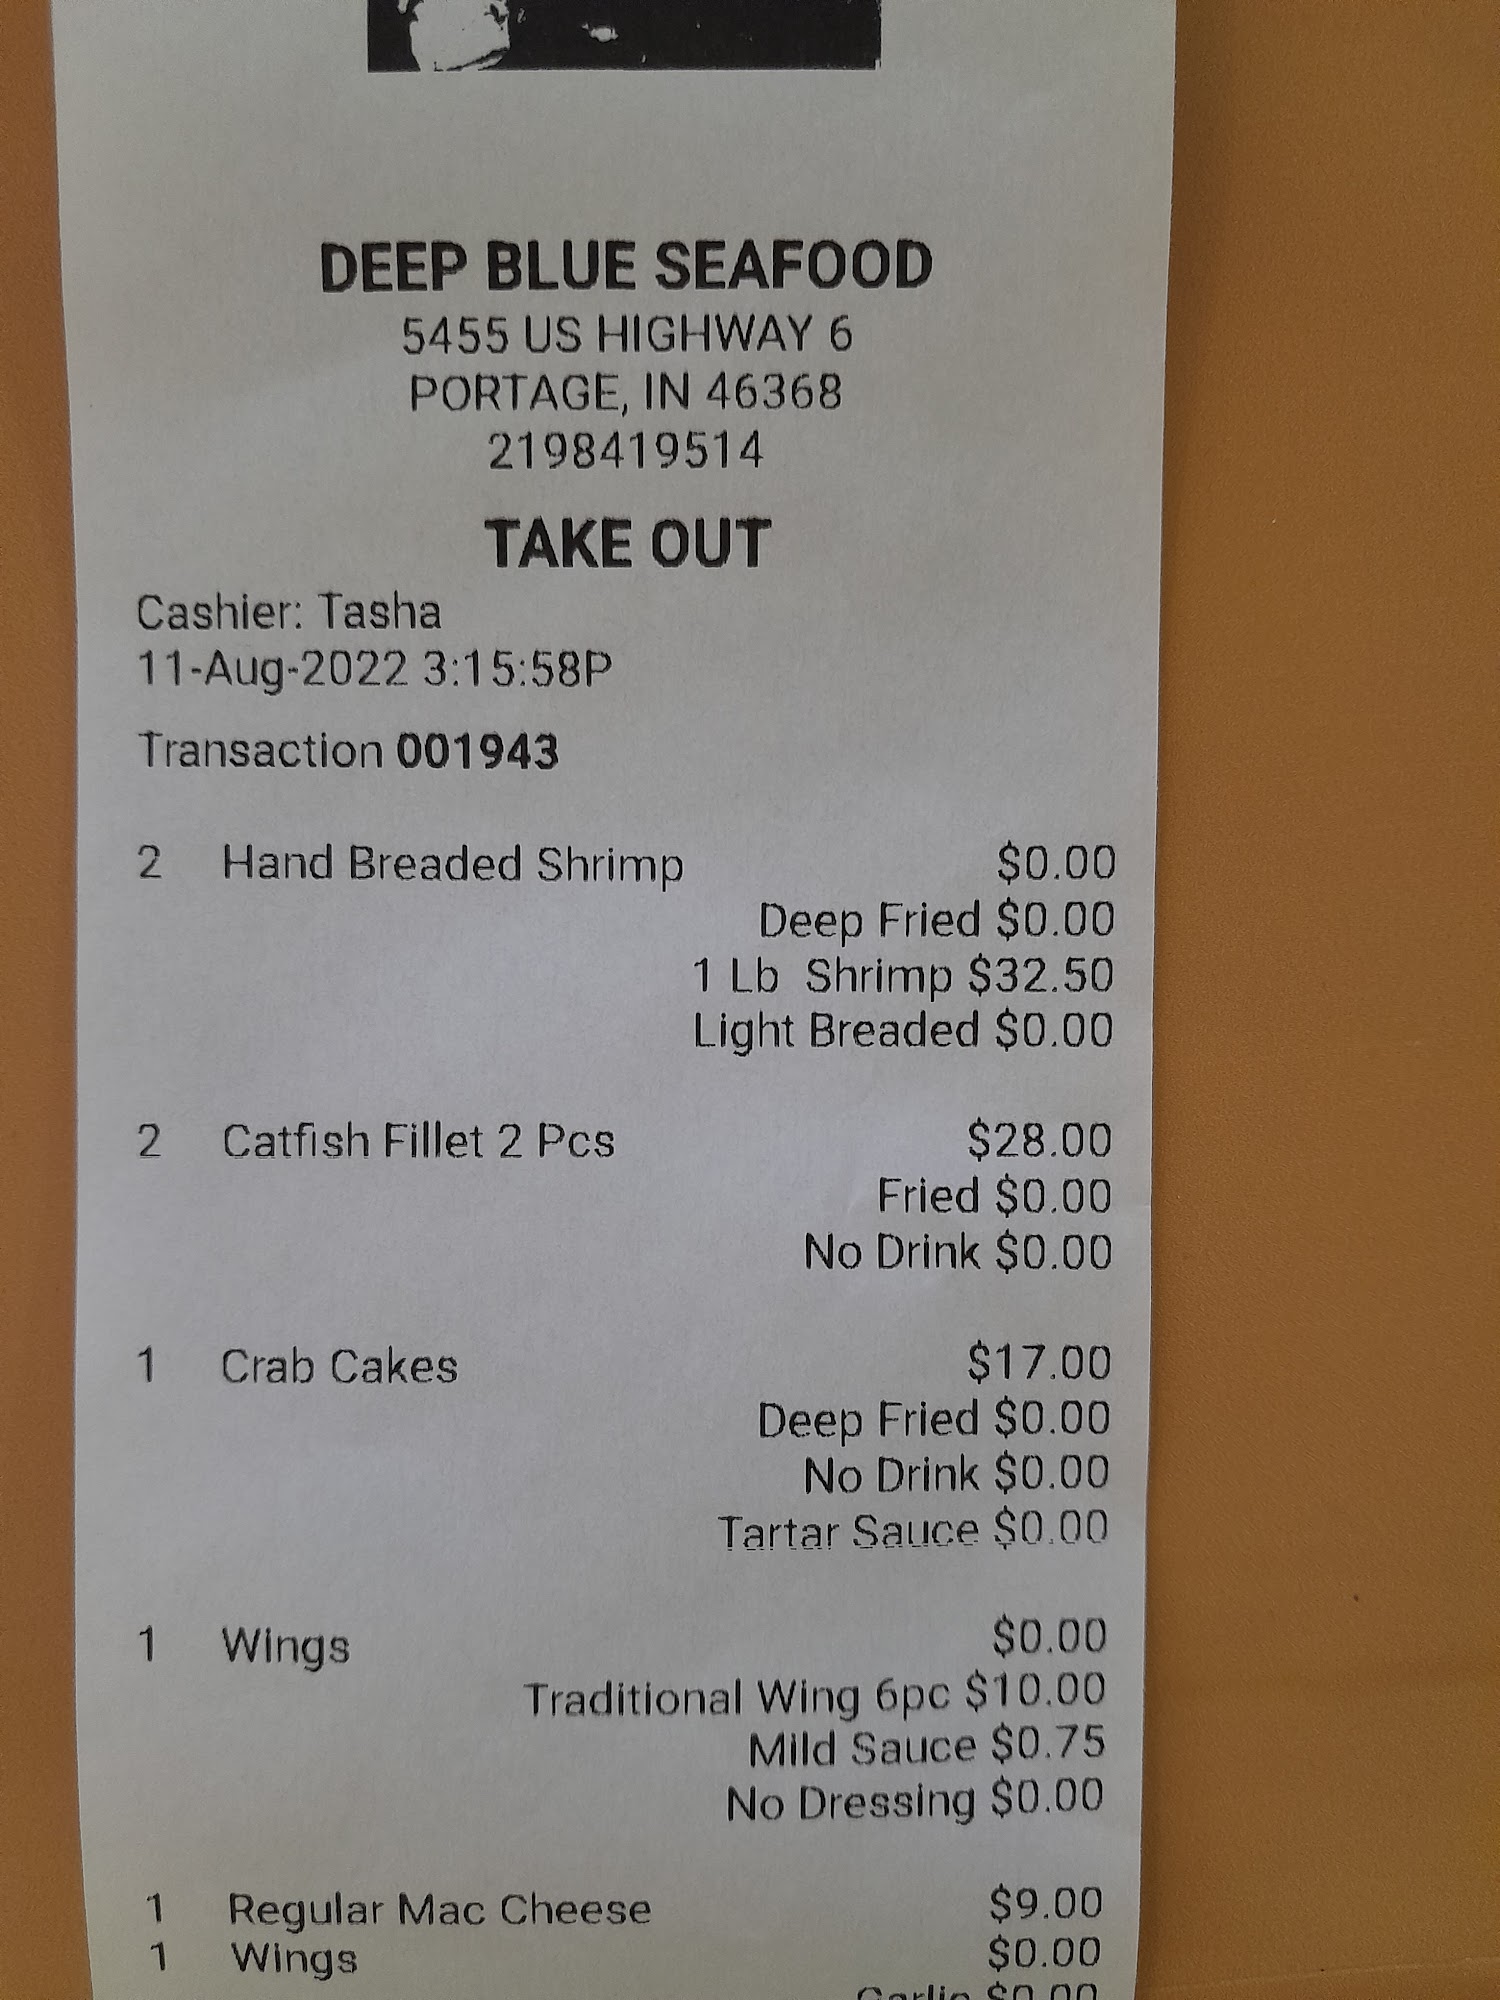 DEEP BLUE SEAFOOD
5455 US HIGHWAY 6
PORTAGE, IN 46368
2198419514
TAKE OUT
Cashier: Tasha
11-Aug-2022 3:15:58P
Transaction 001943
2 Hand Breaded Shrimp $0.00
Deep Fried $0.00
1 Lb Shrimp $32.50
Light Breaded $0.00
2 Catfish Fillet 2 Pcs $28.00
Fried $0.00
No Drink $0.00
1 Crab Cakes $17.00
Deep Fried $0.00
No Drink $0.00
Tartar Sauce $0.00
1 Wings $0.00
Traditional Wing 6pc $10.00
Mild Sauce $0.75
No Dressing $0.00
1 Regular Mac Cheese $9.00
1 Wings $0.00
Garlic $0.00